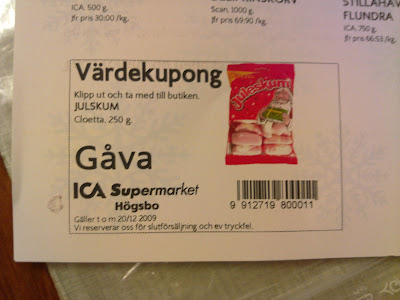 ICA. 500 g.
Jfr pris 30:00 /kg.
Scan. 1000 g.
Jfr pris 69:90 /kg.
FLUNDRA
ICA. 750 g.
Jfr pris 66:53 /kg.
Värdekupong
Klipp ut och ta med till butiken.
JULSKUM
Cloetta. 250 g.
Juleskum
Gåva
ICA Supermarket
Högsbo
Gäller t o m 20/12 2009
Vi reserverar oss för slutförsäljning och ev tryckfel.
9 912719 800011